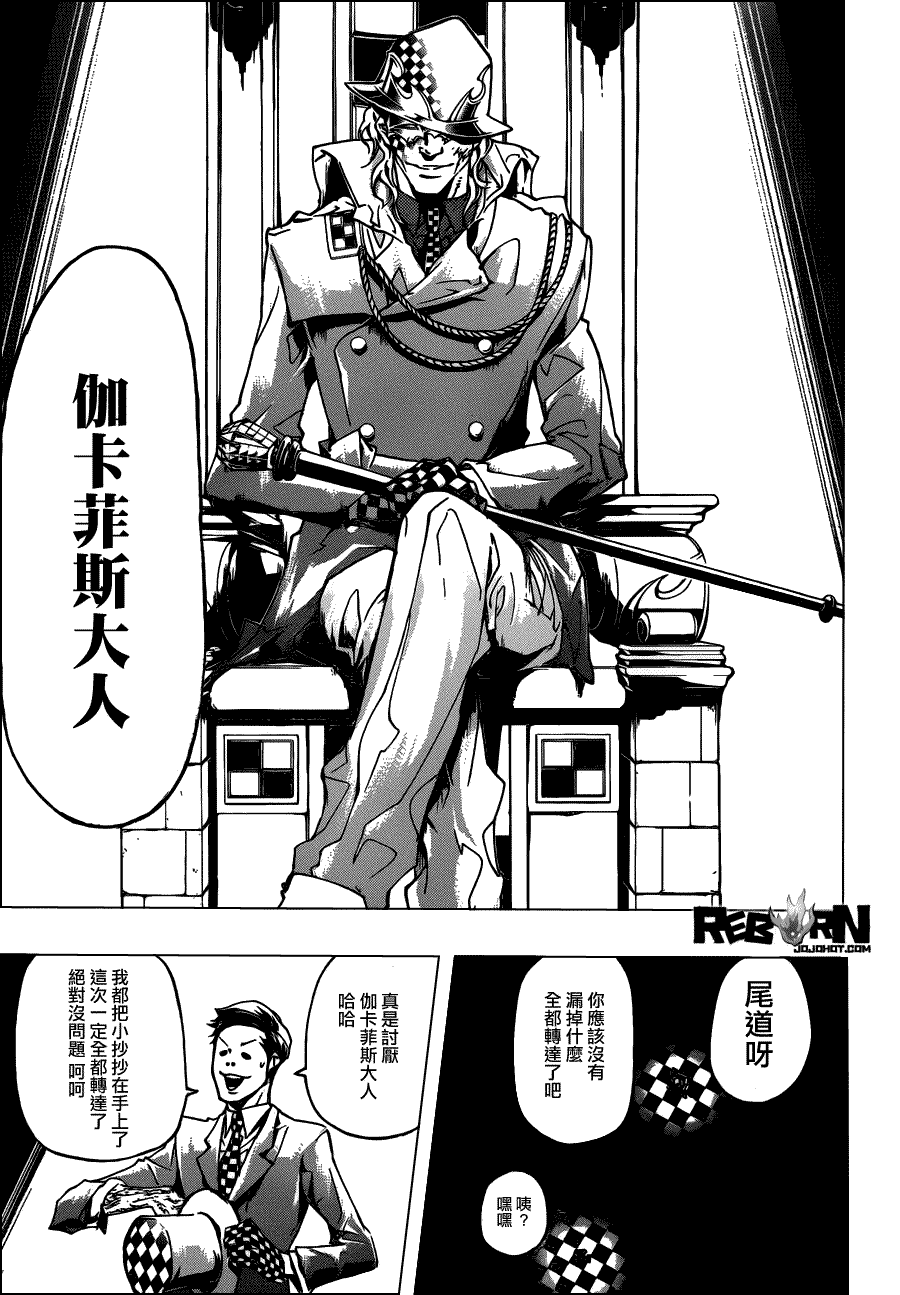 伽卡菲斯大人
REBORN
JOJOHOT.COM
尾道呀
你應該沒有
漏掉什麼
全都轉達了吧
咦？
嘿嘿
真是討厭
伽卡菲斯大人
哈哈
我都把小抄抄在手上了
這次一定全都轉達了
絕對沒問題 呵呵